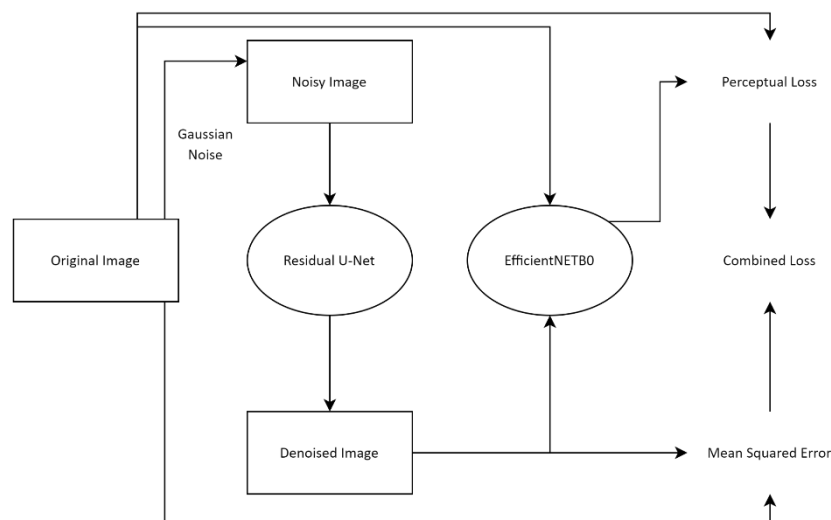 Noisy Image
Perceptual Loss
Gaussian
Noise
Original Image
Residual U-Net
EfficientNETB0
Combined Loss
Denoised Image
Mean Squared Error